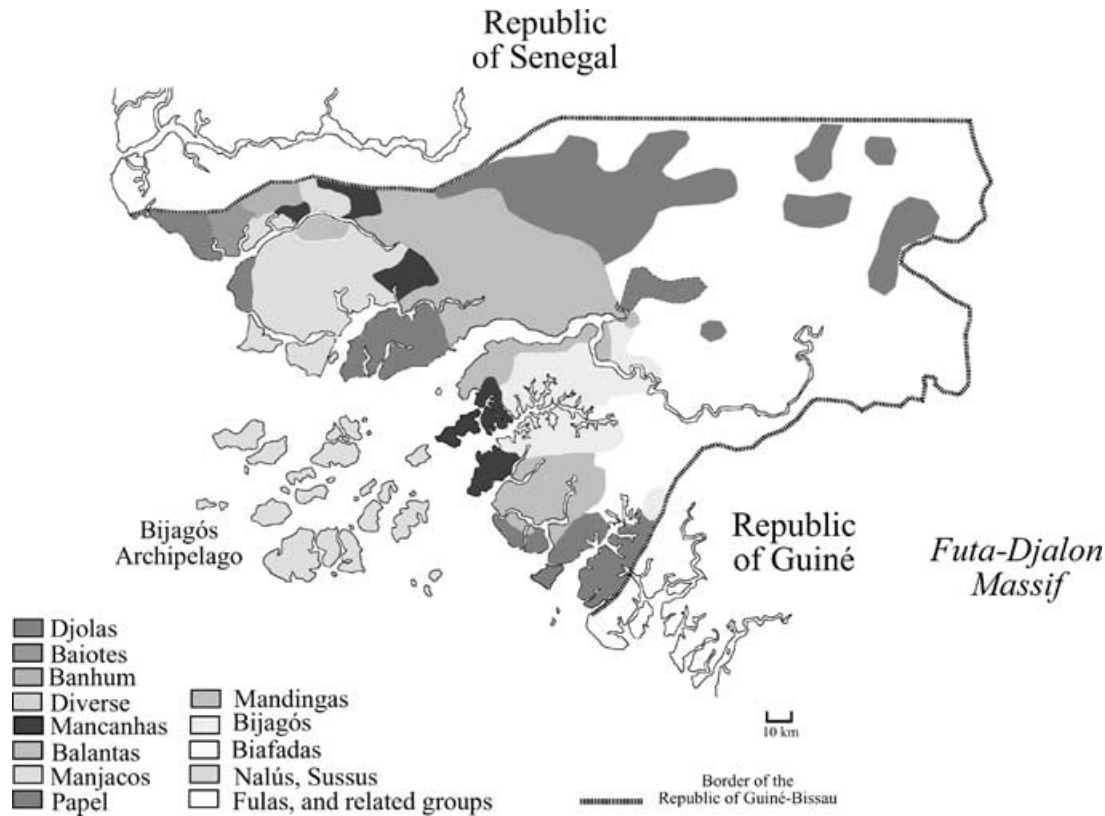 Republic
of Senegal
Bijagós
Archipelago
Republic
of Guiné
Futa-Djalon
Massif
Djolas
Baiotes
Banhum
Diverse
Mancanhas
Balantas
Manjacos
Papel
Mandingas
Bijagós
Biafadas
Nalús, Sussus
Fulas, and related groups
10 km
Border of the
Republic of Guiné-Bissau